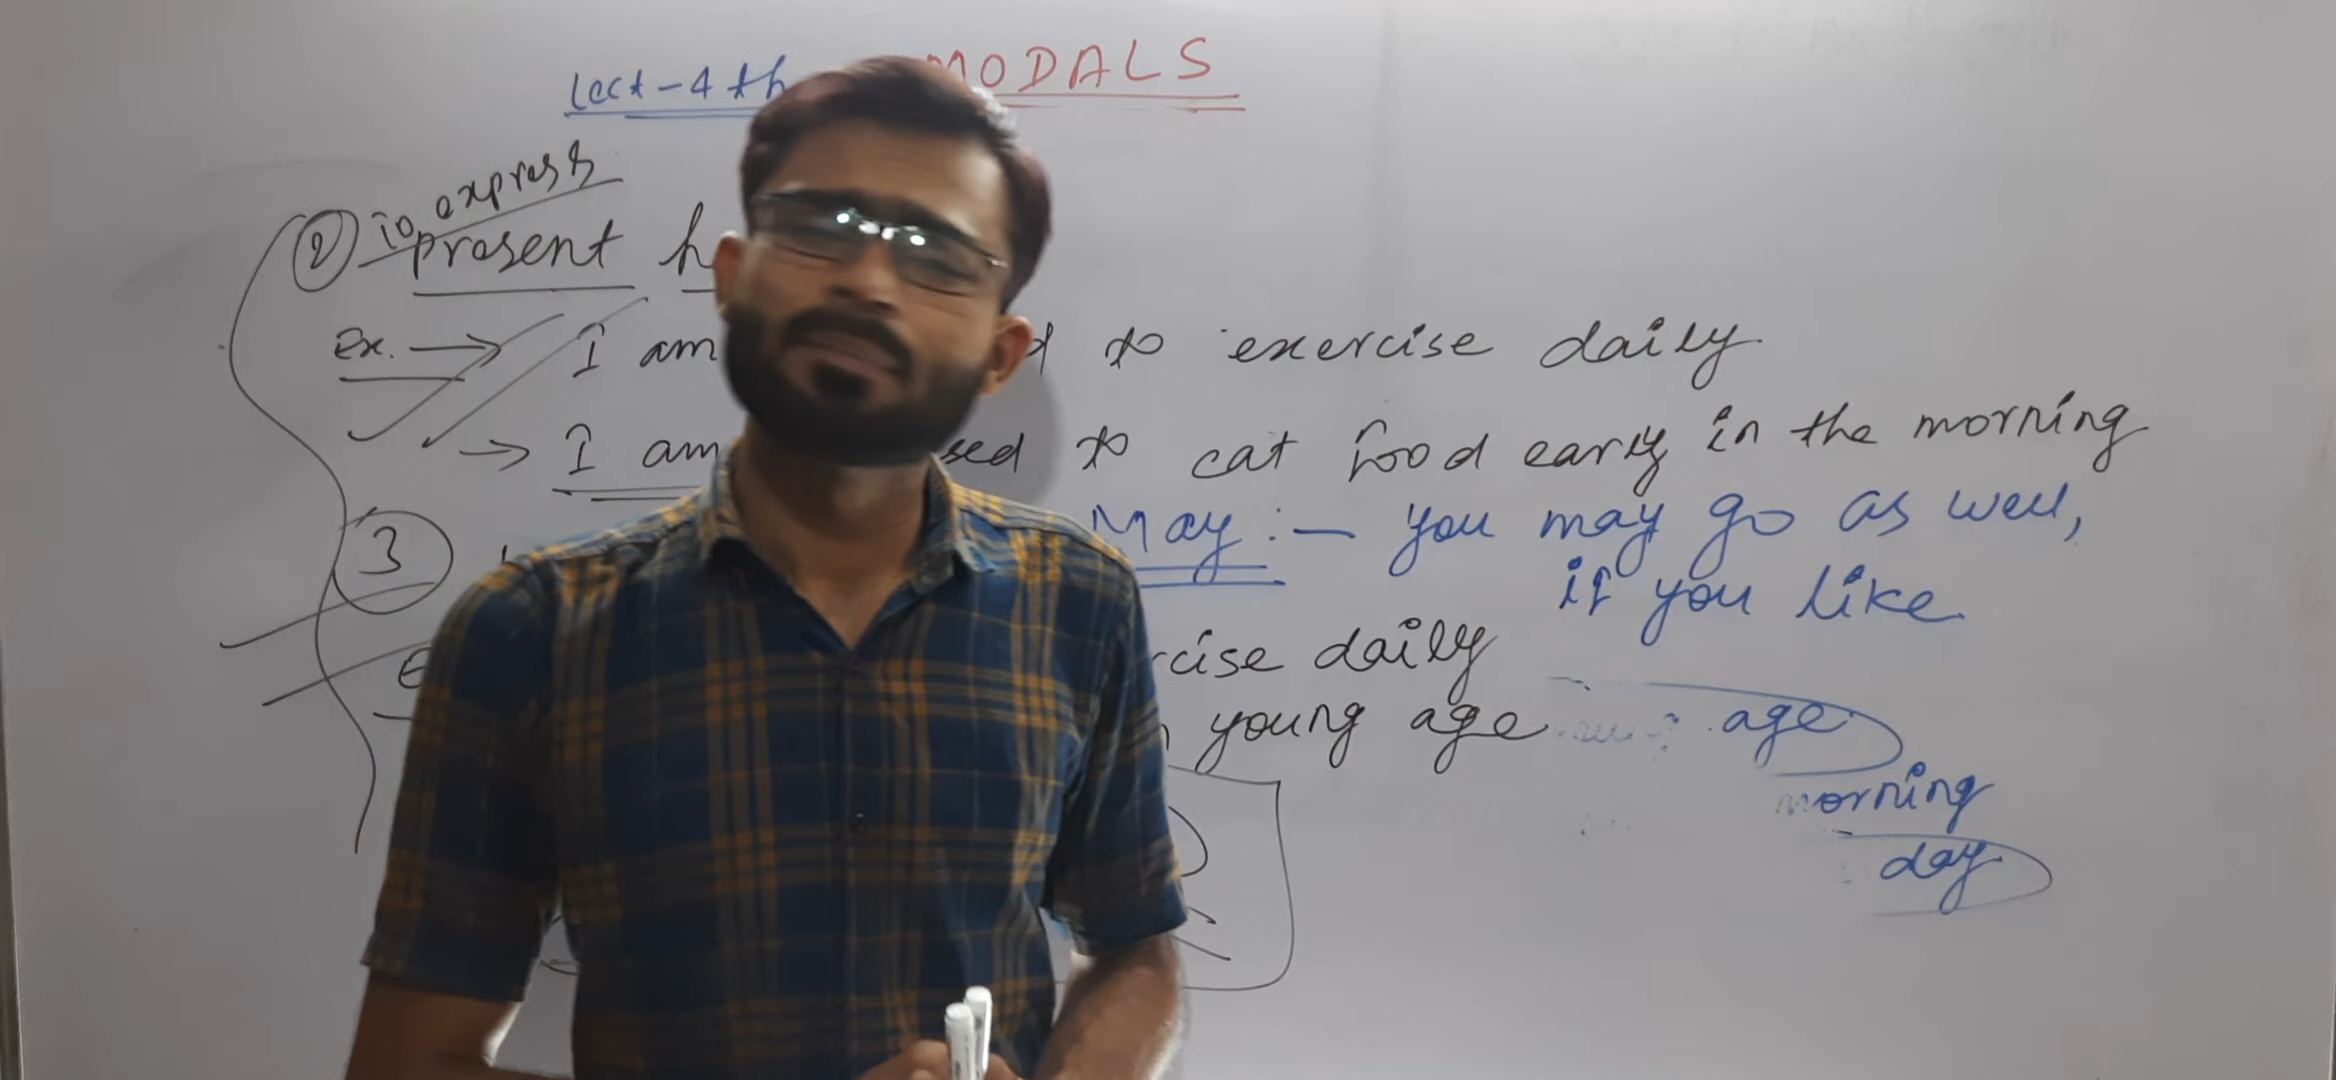 Lect-4th MODALS
② to express
present h
Ex. → I am d to exercise daily
→ I am sed to eat food early in the morning
May :- you may go as well,
if you like
3
rcise daily
young age age
morning
day